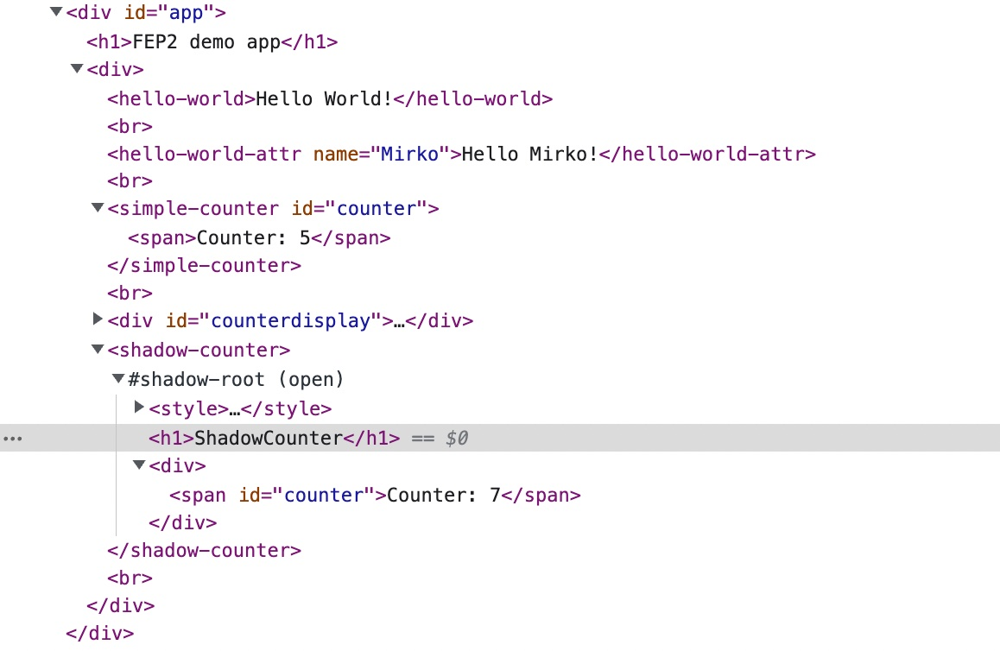 ▼<div id="app">
<h1>FEP2 demo app</h1>
▼<div>
<hello-world>Hello World!</hello-world>
<br>
<hello-world-attr name="Mirko">Hello Mirko!</hello-world-attr>
<br>
▼<simple-counter id="counter">
<span>Counter: 5</span>
</simple-counter>
<br>
▶<div id="counterdisplay">…</div>
▼<shadow-counter>
▼#shadow-root (open)
▶<style>…</style>
… <h1>ShadowCounter</h1> == $0
▼<div>
<span id="counter">Counter: 7</span>
</div>
</shadow-counter>
<br>
</div>
</div>